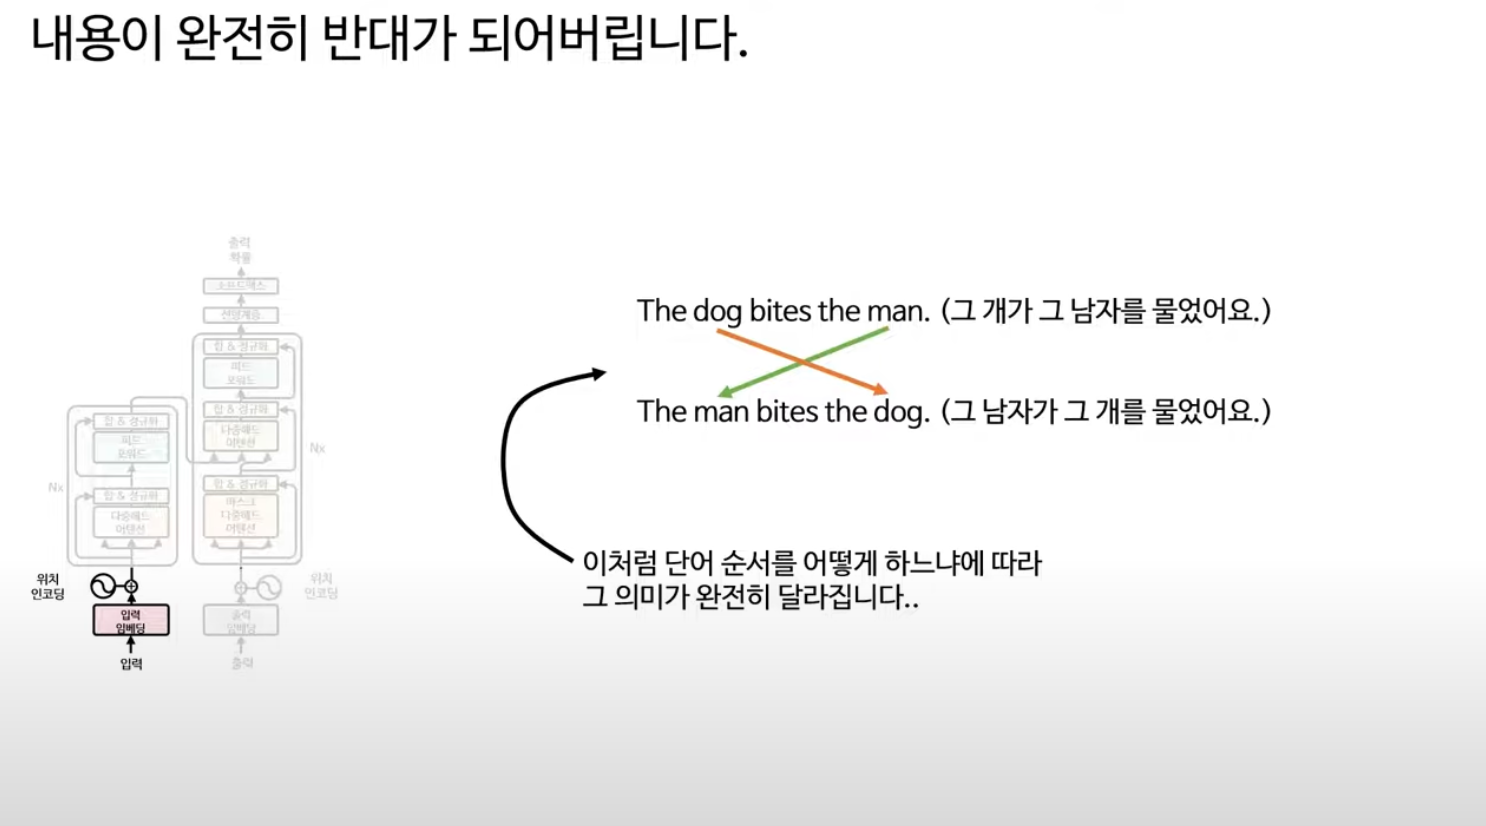 내용이 완전히 반대가 되어버립니다.
출력
확률
소프트맥스
선형계층
합 & 정규화
피드
포워드
합 & 정규화
다중헤드
어텐션
Nx
합 & 정규화
마스크
다중헤드
어텐션
합 & 정규화
피드
포워드
Nx
합 & 정규화
다중헤드
어텐션
위치
인코딩
위치
인코딩
입력
임베딩
출력
임베딩
입력
출력
The dog bites the man. (그 개가 그 남자를 물었어요.)
The man bites the dog. (그 남자가 그 개를 물었어요.)
이처럼 단어 순서를 어떻게 하느냐에 따라
그 의미가 완전히 달라집니다..